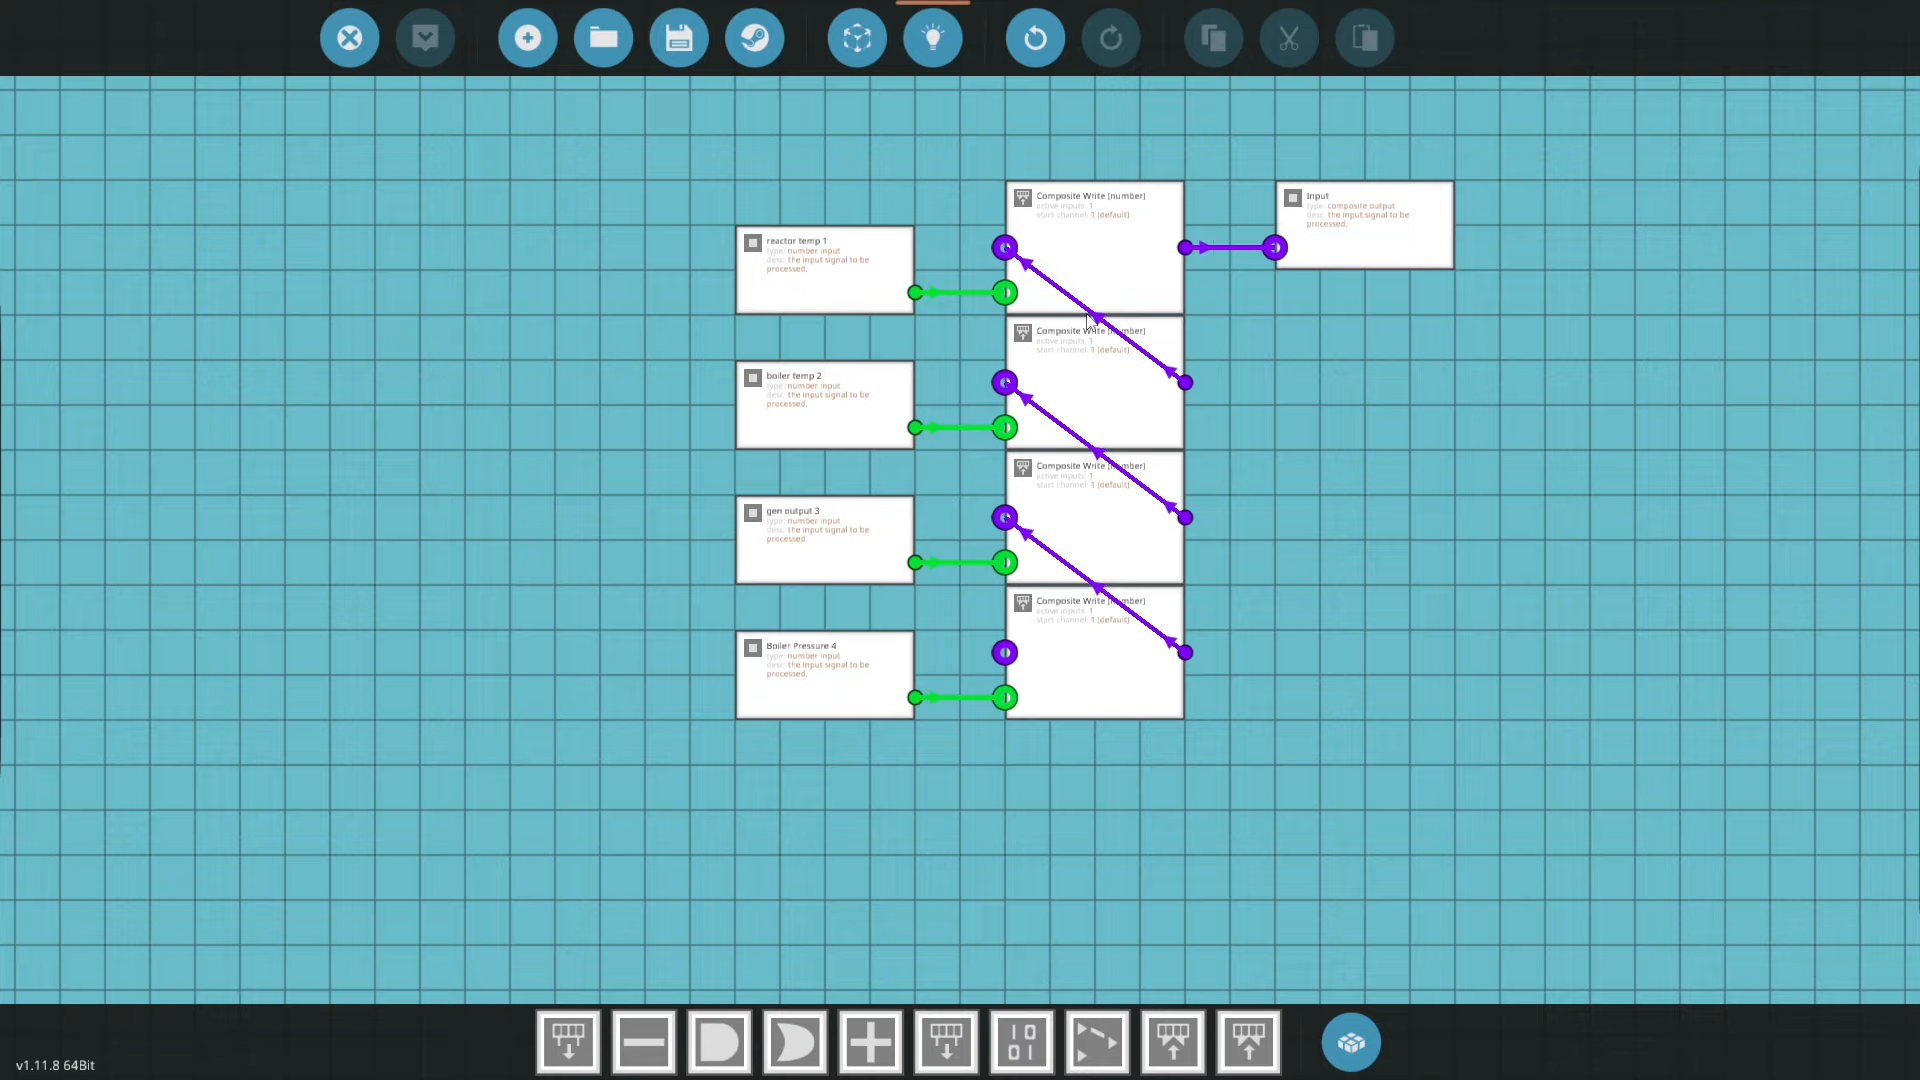 Composite Write [number]
active inputs: 1
start channel: 1 [default]
Input
type: composite output
desc: the input signal to be
processed.
reactor temp 1
type: number input
desc: the input signal to be
processed.
Composite Write [number]
active inputs: 1
start channel: 1 [default]
boiler temp 2
type: number input
desc: the input signal to be
processed.
Composite Write [number]
active inputs: 1
start channel: 1 [default]
gen output 3
type: number input
desc: the input signal to be
processed.
Composite Write [number]
active inputs: 1
start channel: 1 [default]
Boiler Pressure 4
type: number input
desc: the input signal to be
processed.
v1.11.8 64Bit